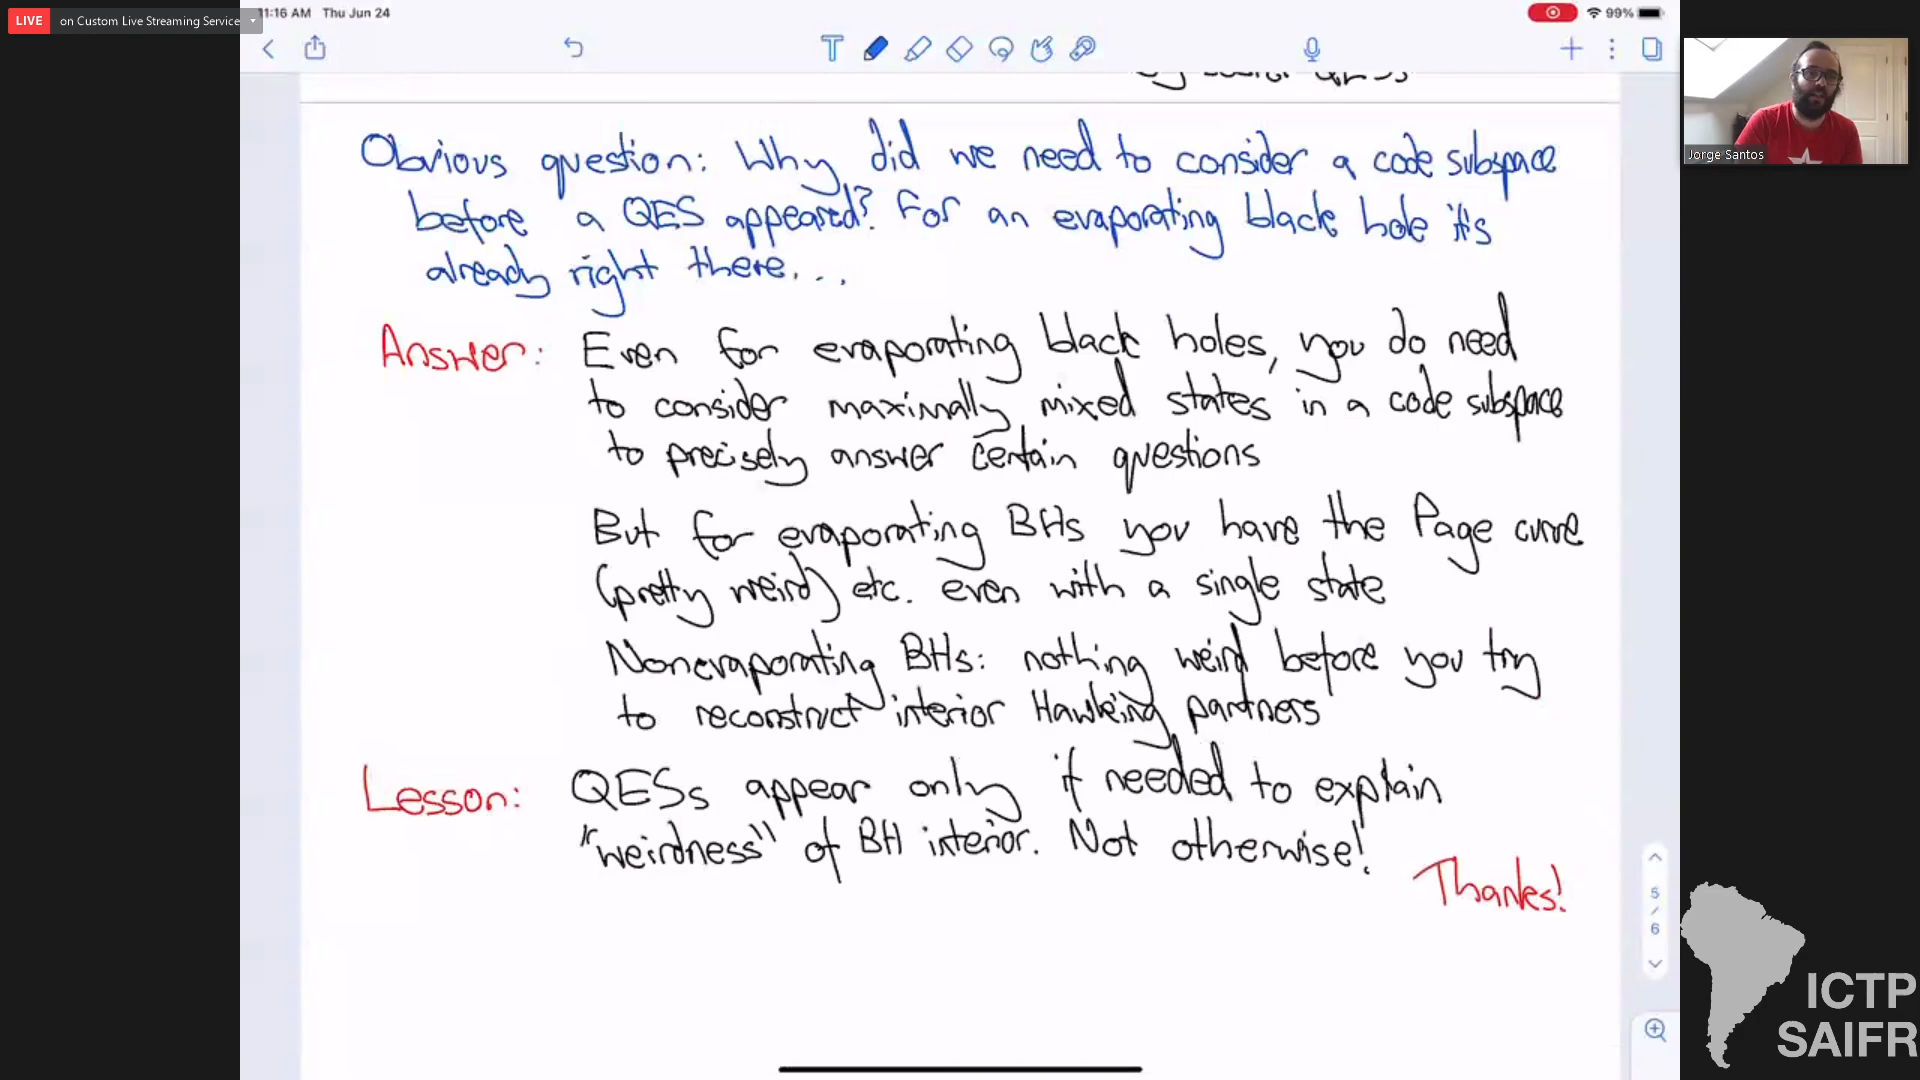 LIVE on Custom Live Streaming Service
11:16 AM Thu Jun 24
99%
Obvious question: Why did we need to consider a code subspace
before a QES appeared? For an evaporating black hole it's
already right there...
Answer: Even for evaporating black holes, you do need
to consider maximally mixed states in a code subspace
to precisely answer certain questions
But for evaporating BHs you have the Page curve
(pretty weird) etc. even with a single state
Nonevaporating BHs: nothing weird before you try
to reconstruct interior Hawking partners
Lesson: QESs appear only if needed to explain
"weirdness" of BH interior. Not otherwise!
Thanks!
5
/
6
Jorge Santos
ICTP
SAIFR